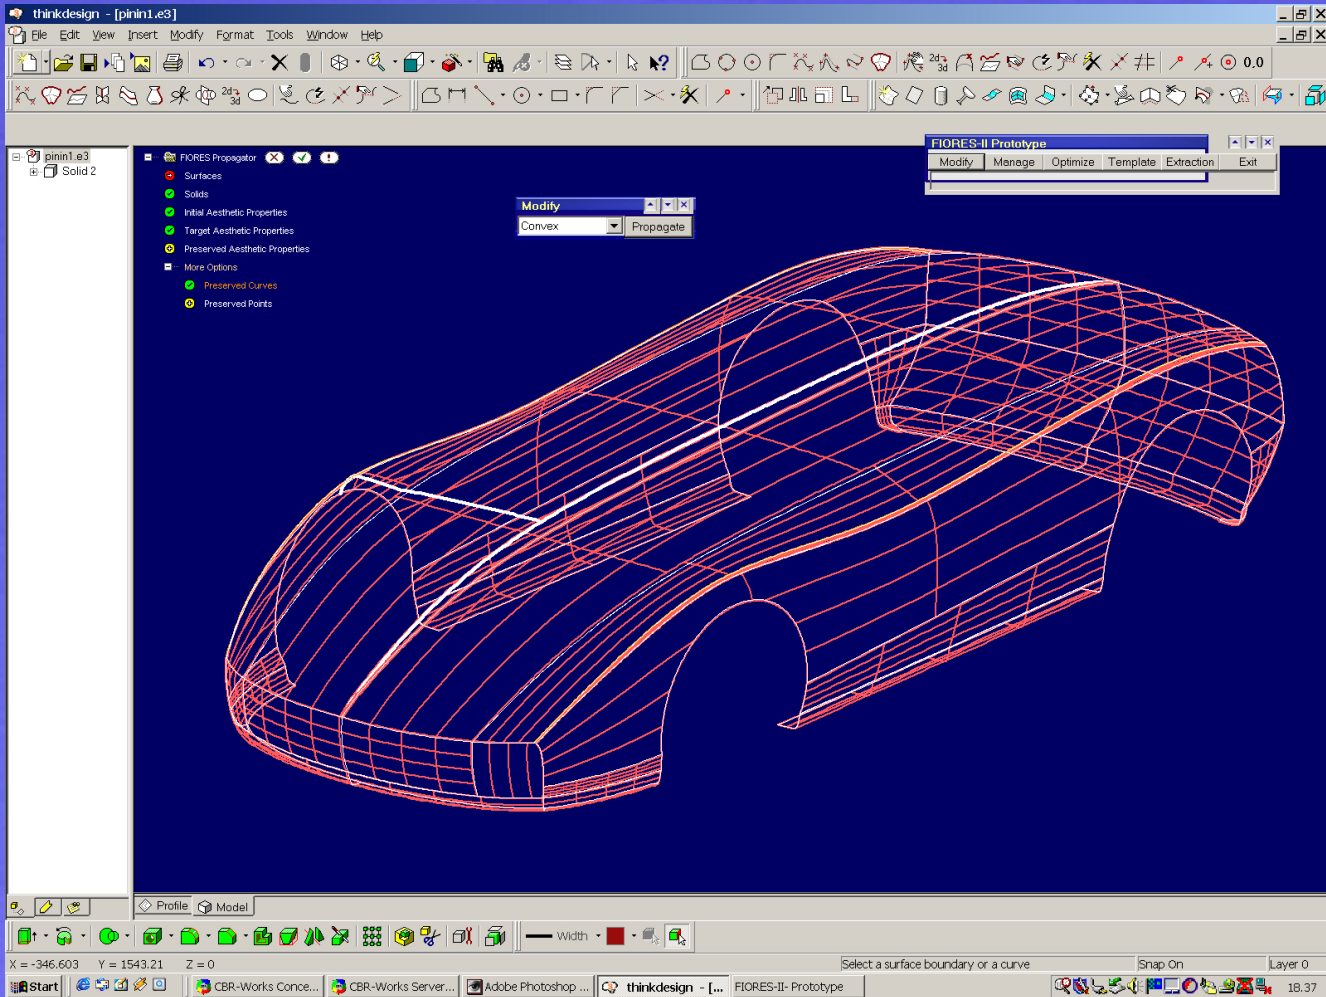 thinkdesign - [pinin1.e3]
File Edit View Insert Modify Format Tools Window Help
2d 3d 0,0
2d 3d
pinin1.e3
Solid 2
FIORES Propagator
Surfaces
Solids
Initial Aesthetic Properties
Target Aesthetic Properties
Preserved Aesthetic Properties
More Options
Preserved Curves
Preserved Points
Modify
Convex Propagate
FIORES-II Prototype
Modify Manage Optimize Template Extraction Exit
Profile Model
Width
X = -346.603 Y = 1543.21 Z = 0 Select a surface boundary or a curve Snap On Layer 0
Start CBR-Works Conce... CBR-Works Server... Adobe Photoshop ... thinkdesign - [... FIORES-II- Prototype 18.37